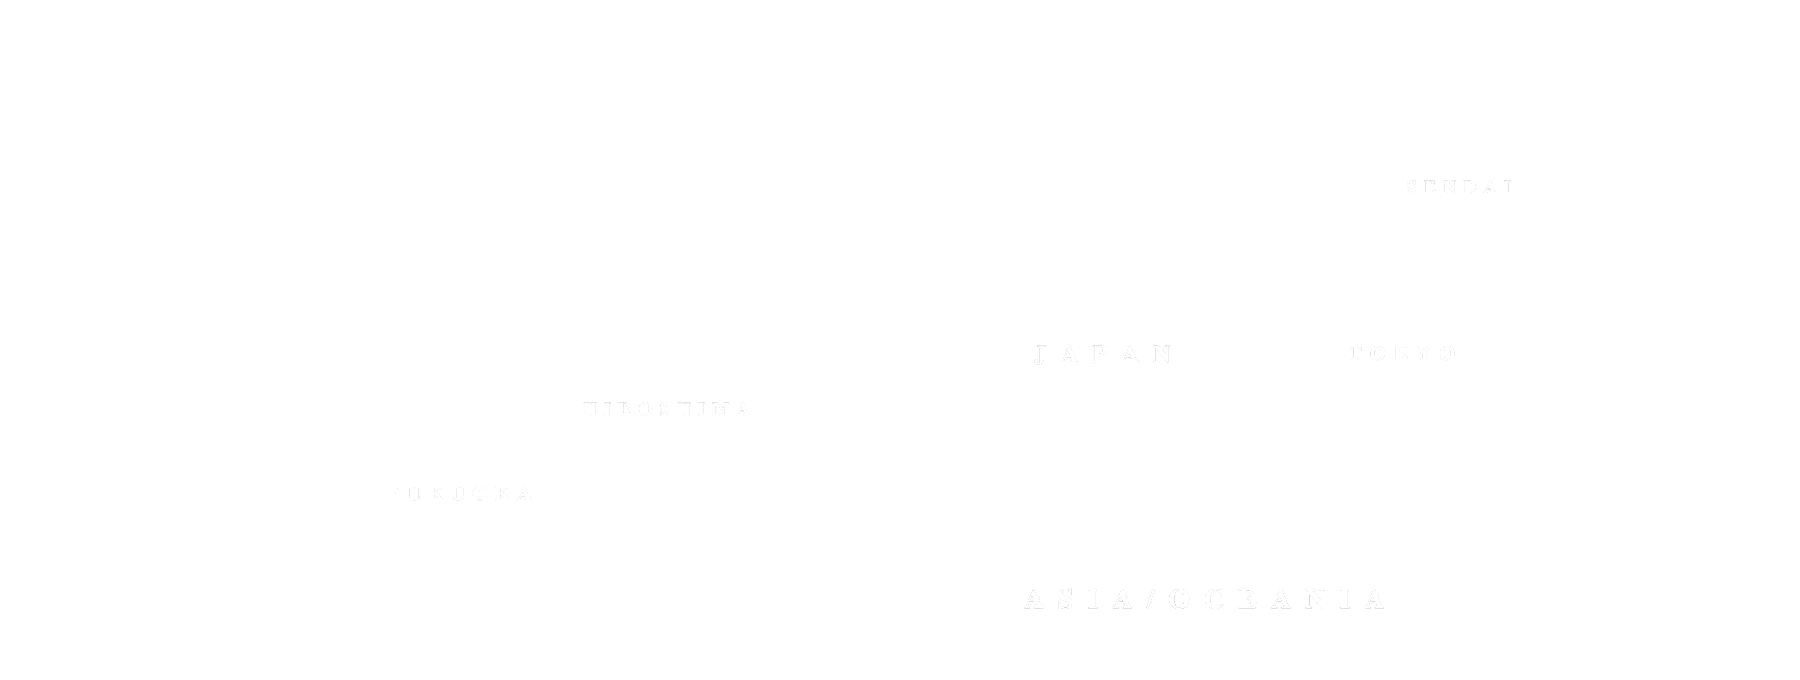 SENDAI
JAPAN
TOKYO
HIROSHIMA
FUKUOKA
ASIA/OCEANIA